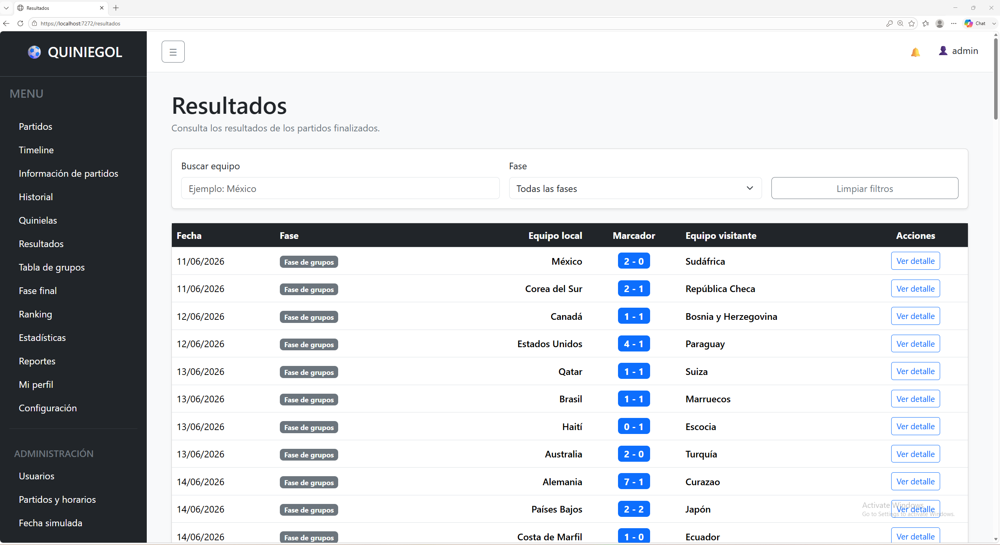 Resultados
https://localhost:7272/resultados
Chat
QUINIEGOL
admin
MENU
Partidos
Timeline
Información de partidos
Historial
Quinielas
Resultados
Tabla de grupos
Fase final
Ranking
Estadísticas
Reportes
Mi perfil
Configuración
ADMINISTRACIÓN
Usuarios
Partidos y horarios
Fecha simulada
Resultados
Consulta los resultados de los partidos finalizados.
Buscar equipo Fase
Ejemplo: México Todas las fases Limpiar filtros
Fecha Fase Equipo local Marcador Equipo visitante Acciones
11/06/2026 Fase de grupos México 2 - 0 Sudáfrica Ver detalle
11/06/2026 Fase de grupos Corea del Sur 2 - 1 República Checa Ver detalle
12/06/2026 Fase de grupos Canadá 1 - 1 Bosnia y Herzegovina Ver detalle
12/06/2026 Fase de grupos Estados Unidos 4 - 1 Paraguay Ver detalle
13/06/2026 Fase de grupos Qatar 1 - 1 Suiza Ver detalle
13/06/2026 Fase de grupos Brasil 1 - 1 Marruecos Ver detalle
13/06/2026 Fase de grupos Haití 0 - 1 Escocia Ver detalle
13/06/2026 Fase de grupos Australia 2 - 0 Turquía Ver detalle
14/06/2026 Fase de grupos Alemania 7 - 1 Curazao Ver detalle
14/06/2026 Fase de grupos Países Bajos 2 - 2 Japón Ver detalle
14/06/2026 Fase de grupos Costa de Marfil 1 - 0 Ecuador Ver detalle
Activate Windows
Go to Settings to activate Windows.